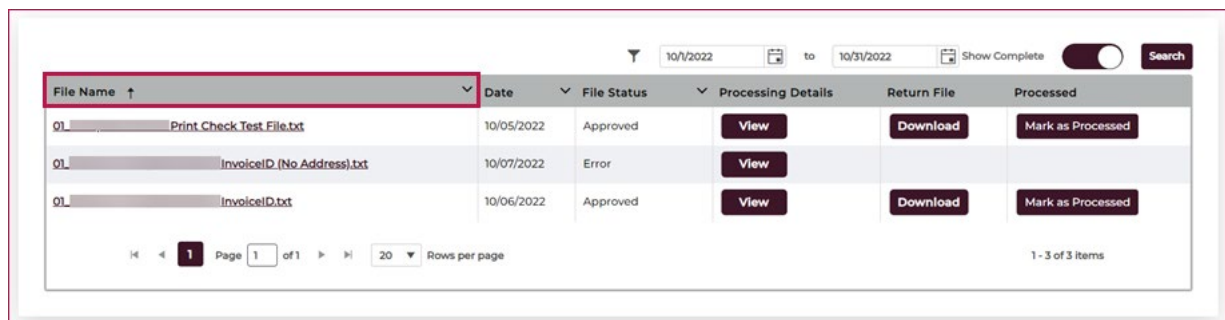 10/1/2022 to 10/31/2022 Show Complete Search
File Name ↑ Date File Status Processing Details Return File Processed
01_ Print Check Test File.txt 10/05/2022 Approved View Download Mark as Processed
01_ InvoiceID (No Address).txt 10/07/2022 Error View
01_ InvoiceID.txt 10/06/2022 Approved View Download Mark as Processed
1 Page 1 of 1 20 Rows per page 1 - 3 of 3 items